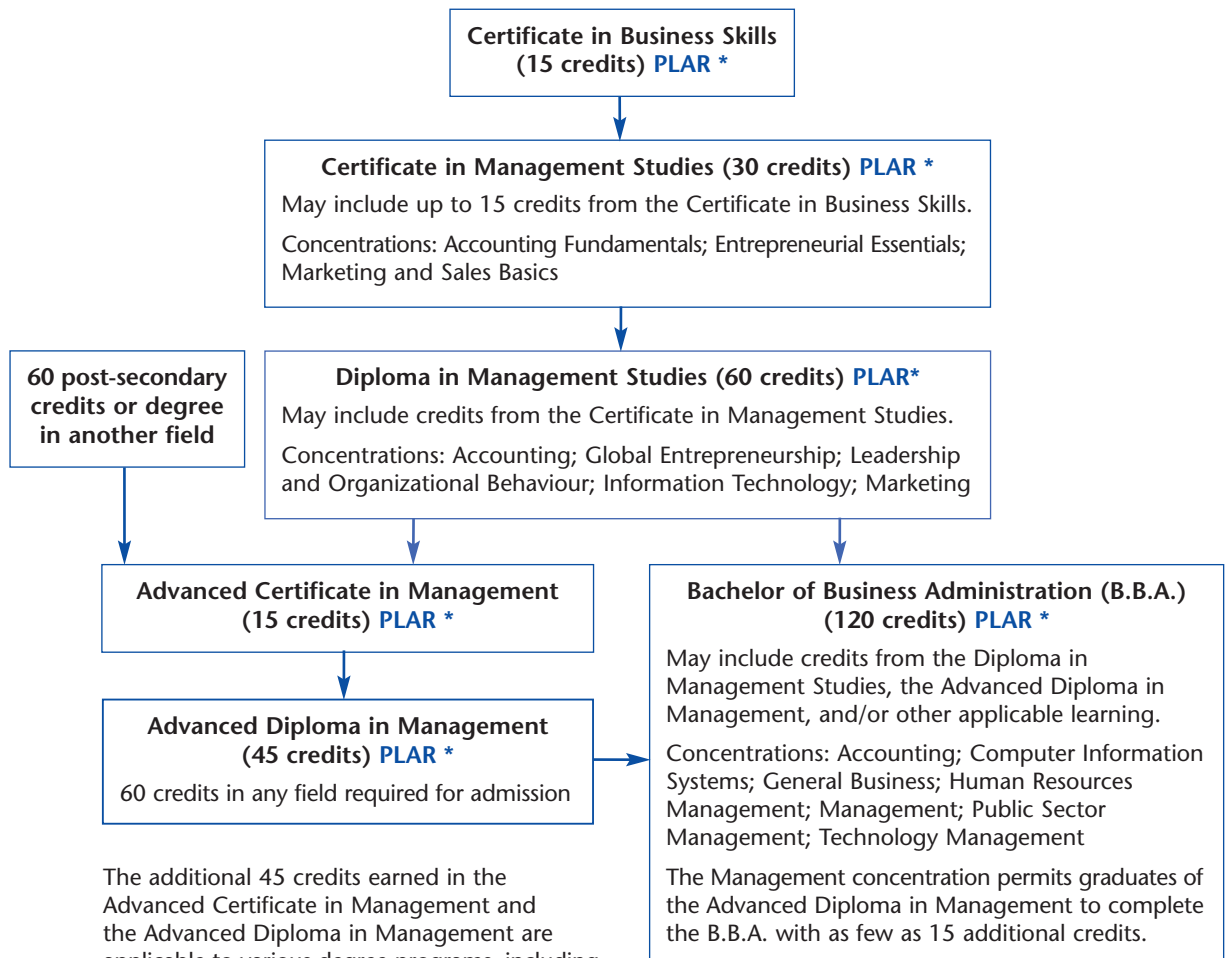 Certificate in Business Skills
(15 credits) PLAR *
Certificate in Management Studies (30 credits) PLAR *
May include up to 15 credits from the Certificate in Business Skills.
Concentrations: Accounting Fundamentals; Entrepreneurial Essentials;
Marketing and Sales Basics
60 post-secondary
credits or degree
in another field
Diploma in Management Studies (60 credits) PLAR*
May include credits from the Certificate in Management Studies.
Concentrations: Accounting; Global Entrepreneurship; Leadership
and Organizational Behaviour; Information Technology; Marketing
Advanced Certificate in Management
(15 credits) PLAR *
Advanced Diploma in Management
(45 credits) PLAR *
60 credits in any field required for admission
The additional 45 credits earned in the
Advanced Certificate in Management and
the Advanced Diploma in Management are
applicable to various degree programs, including
Bachelor of Business Administration (B.B.A.)
(120 credits) PLAR *
May include credits from the Diploma in
Management Studies, the Advanced Diploma in
Management, and/or other applicable learning.
Concentrations: Accounting; Computer Information
Systems; General Business; Human Resources
Management; Management; Public Sector
Management; Technology Management
The Management concentration permits graduates of
the Advanced Diploma in Management to complete
the B.B.A. with as few as 15 additional credits.